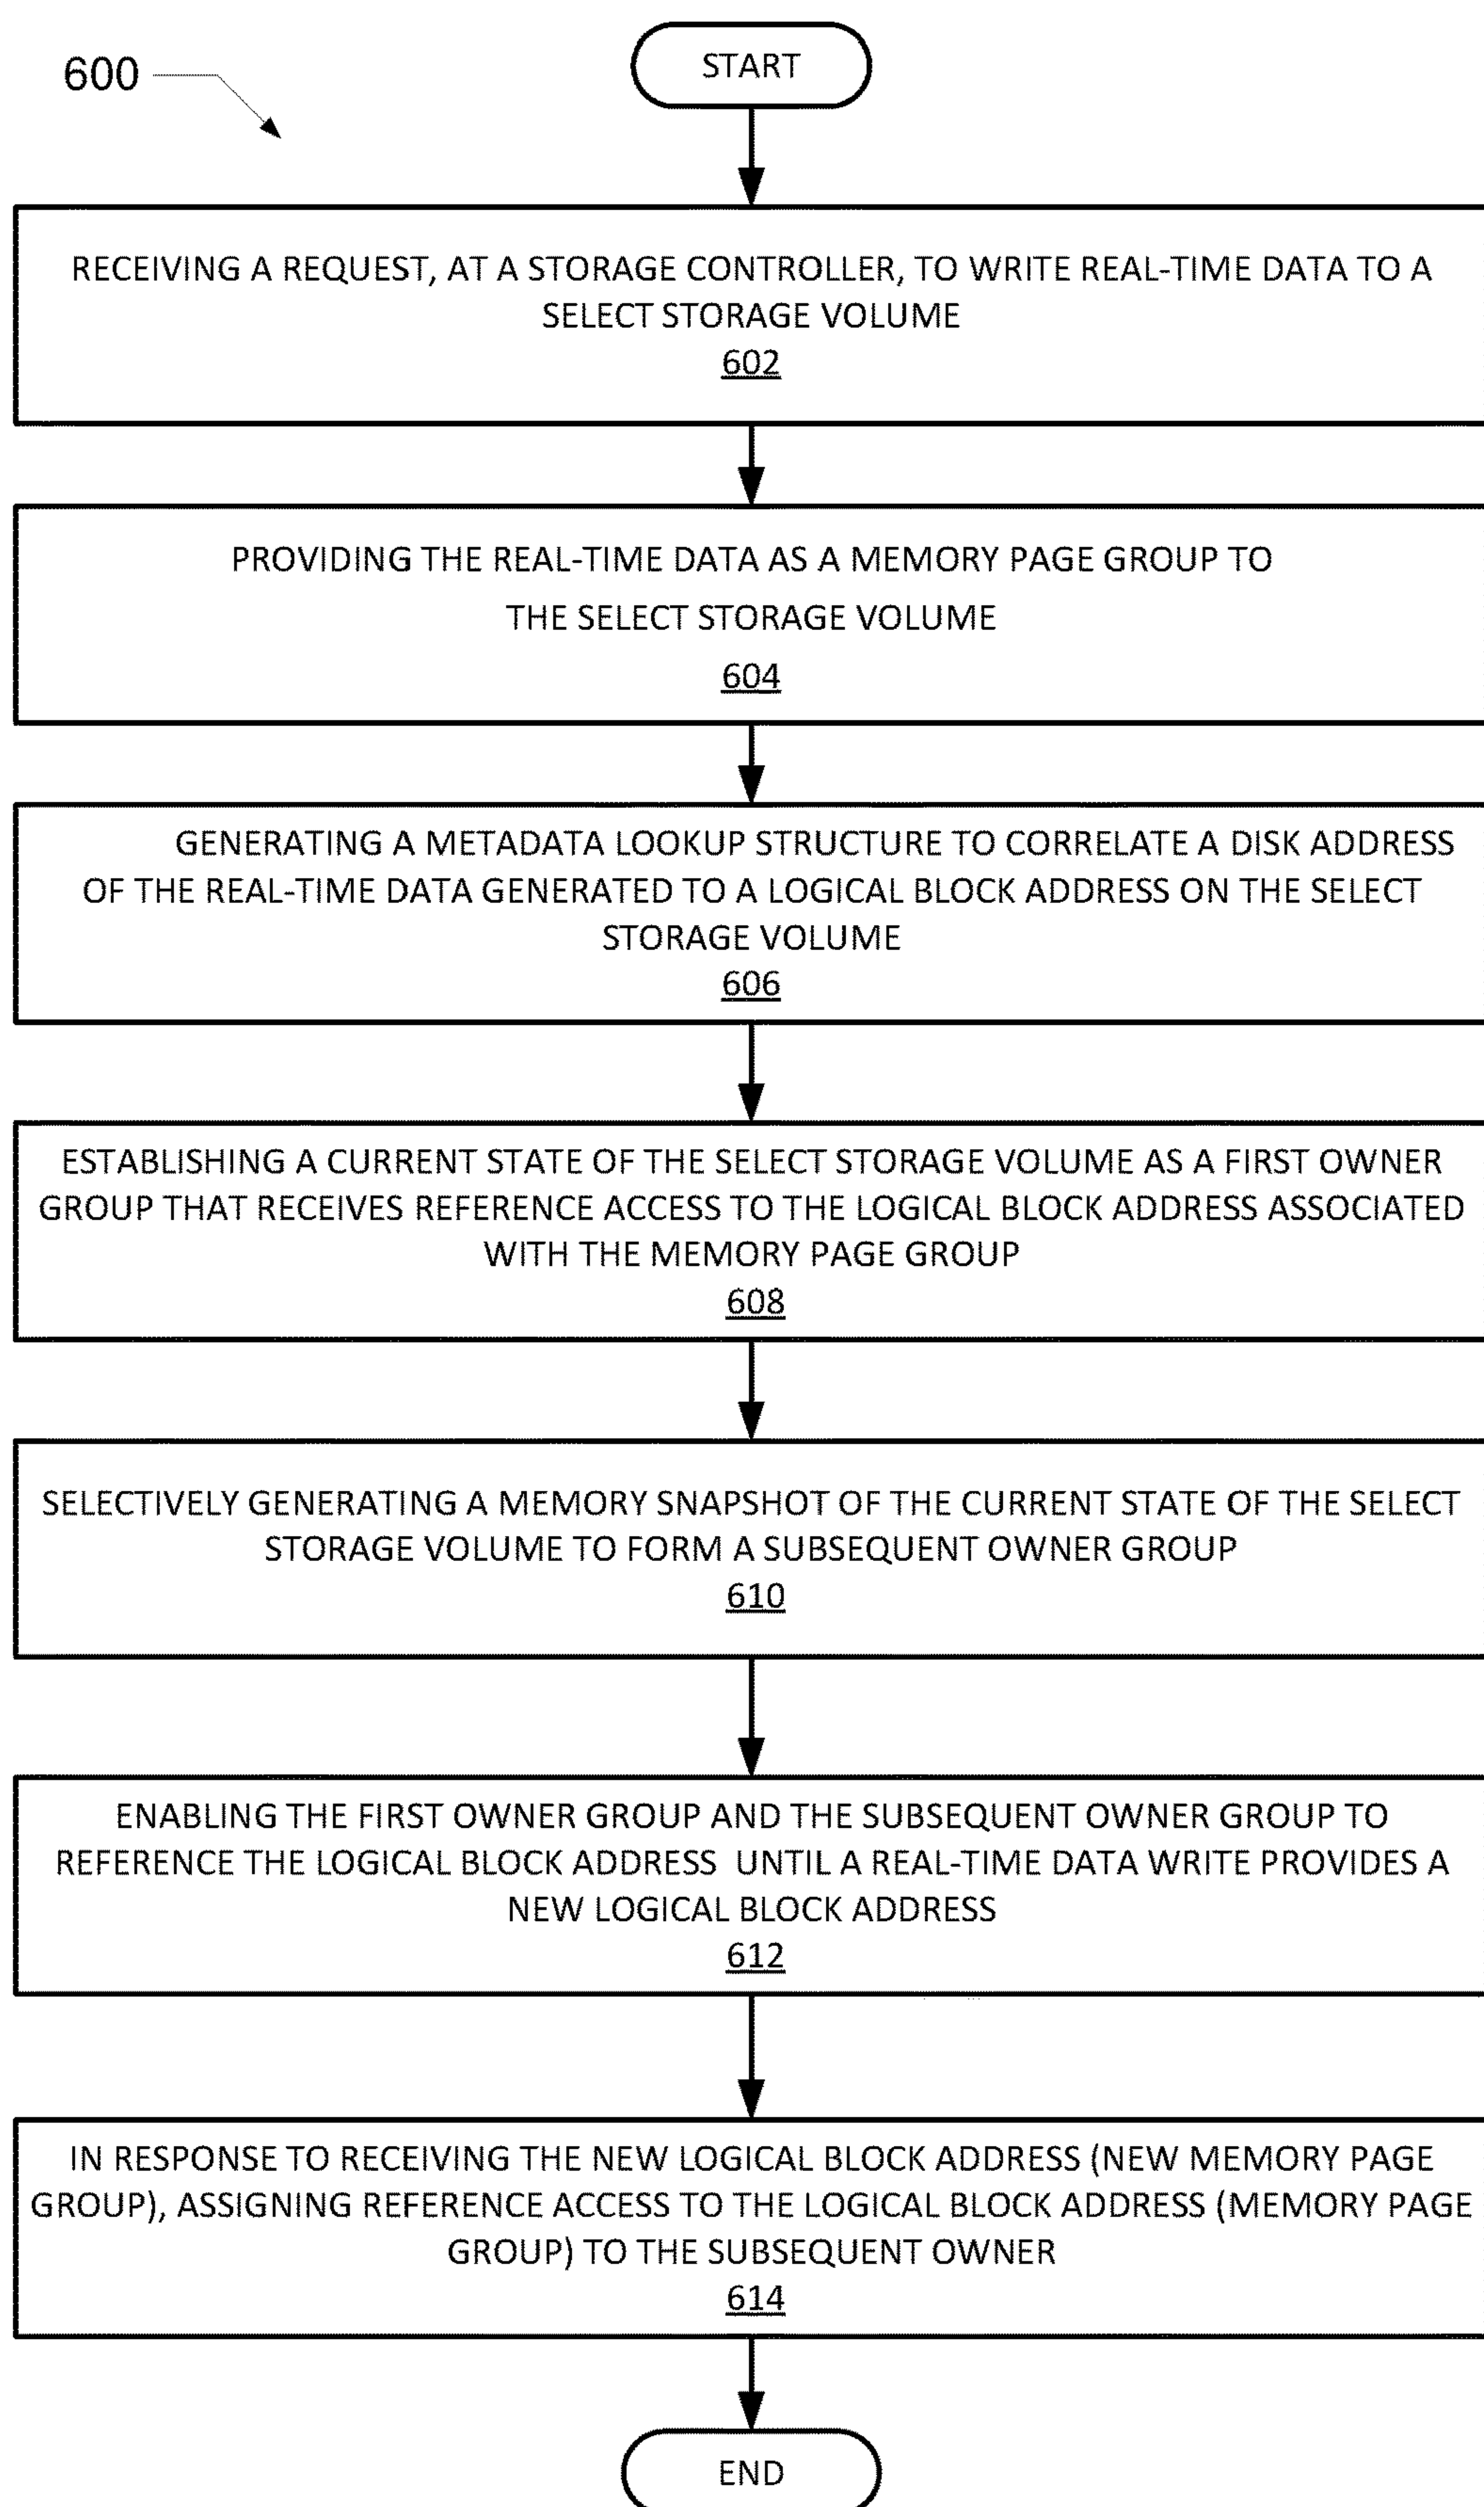 START
600
RECEIVING A REQUEST, AT A STORAGE CONTROLLER, TO WRITE REAL-TIME DATA TO A
SELECT STORAGE VOLUME
602
PROVIDING THE REAL-TIME DATA AS A MEMORY PAGE GROUP TO
THE SELECT STORAGE VOLUME
604
GENERATING A METADATA LOOKUP STRUCTURE TO CORRELATE A DISK ADDRESS
OF THE REAL-TIME DATA GENERATED TO A LOGICAL BLOCK ADDRESS ON THE SELECT
STORAGE VOLUME
606
ESTABLISHING A CURRENT STATE OF THE SELECT STORAGE VOLUME AS A FIRST OWNER
GROUP THAT RECEIVES REFERENCE ACCESS TO THE LOGICAL BLOCK ADDRESS ASSOCIATED
WITH THE MEMORY PAGE GROUP
608
SELECTIVELY GENERATING A MEMORY SNAPSHOT OF THE CURRENT STATE OF THE SELECT
STORAGE VOLUME TO FORM A SUBSEQUENT OWNER GROUP
610
ENABLING THE FIRST OWNER GROUP AND THE SUBSEQUENT OWNER GROUP TO
REFERENCE THE LOGICAL BLOCK ADDRESS UNTIL A REAL-TIME DATA WRITE PROVIDES A
NEW LOGICAL BLOCK ADDRESS
612
IN RESPONSE TO RECEIVING THE NEW LOGICAL BLOCK ADDRESS (NEW MEMORY PAGE
GROUP), ASSIGNING REFERENCE ACCESS TO THE LOGICAL BLOCK ADDRESS (MEMORY PAGE
GROUP) TO THE SUBSEQUENT OWNER
614
END